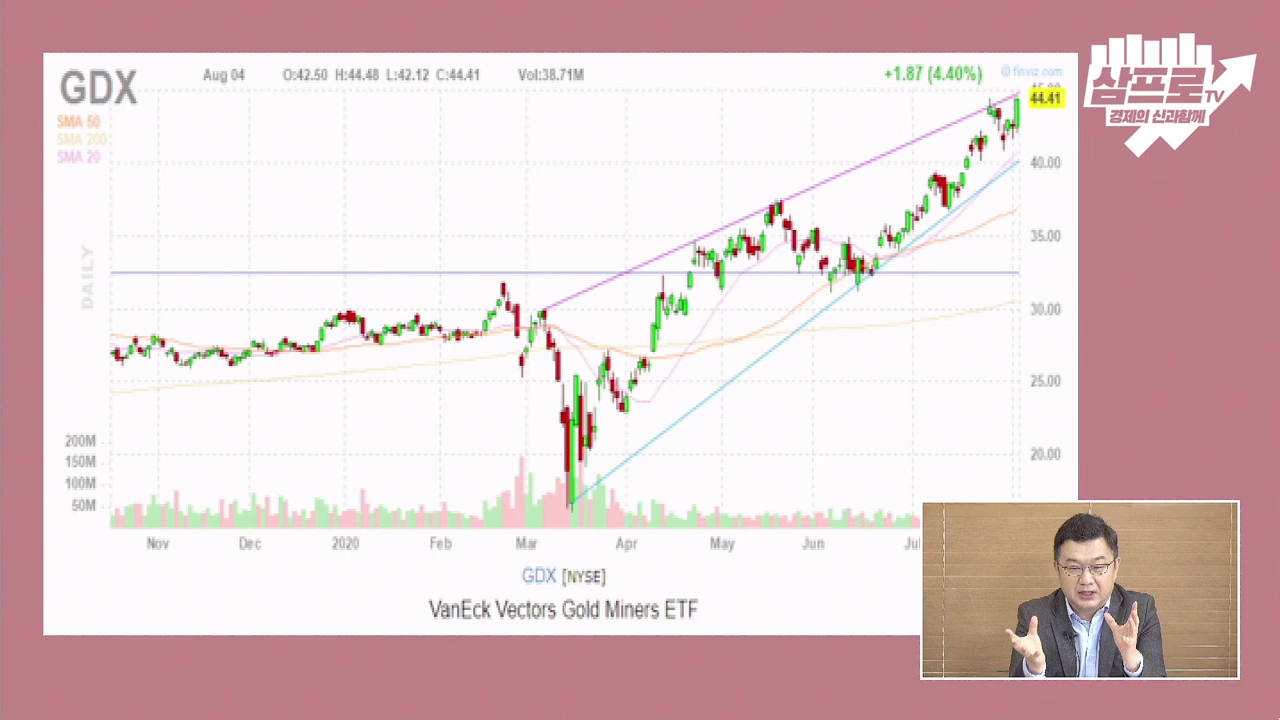 GDX
Aug 04 O:42.50 H:44.48 L:42.12 C:44.41 Vol:38.71M
+1.87 (4.40%)
© finviz.com
삼프로TV
경제의 신과함께
SMA 50
SMA 200
SMA 20
DAILY
45.00
44.41
40.00
35.00
30.00
25.00
20.00
200M
150M
100M
50M
Nov Dec 2020 Feb Mar Apr May Jun
GDX [NYSE]
VanEck Vectors Gold Miners ETF